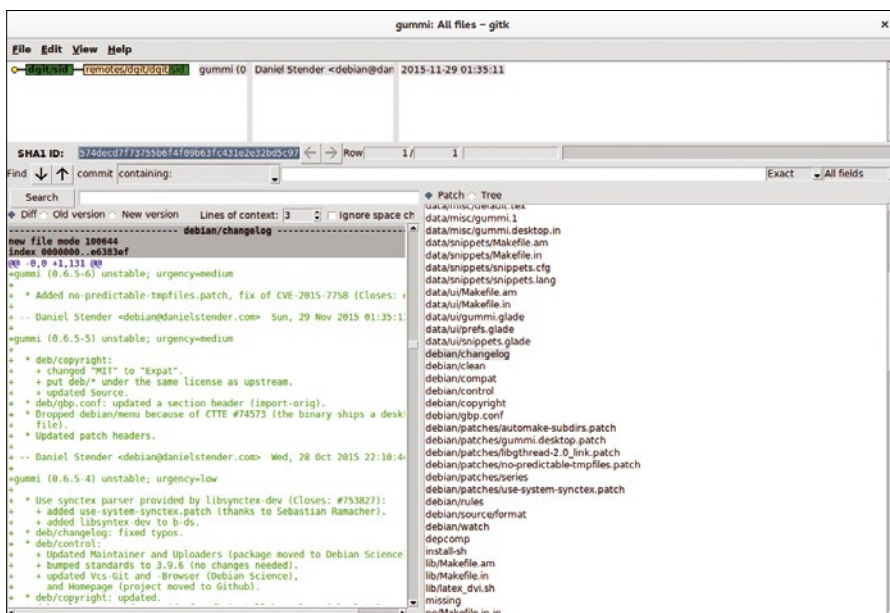 gummi: All files – gitk
File Edit View Help
dgit/sid remotes/dgit/dgit/sid gummi (0 Daniel Stender <debian@dan 2015-11-29 01:35:11
SHA1 ID: 574decd7f73755b6f4f09b63fc431e2e32bd5c97 Row 1/ 1
Find commit containing: Exact All fields
Search
Diff Old version New version Lines of context: 3 Ignore space ch
debian/changelog
new file mode 100644
index 0000000..e6383ef
@@ -0,0 +1,131 @@
+gummi (0.6.5-6) unstable; urgency=medium
+
+ * Added no-predictable-tmpfiles.patch, fix of CVE-2015-7758 (Closes:
+
+ -- Daniel Stender <debian@danielstender.com> Sun, 29 Nov 2015 01:35:1
+
+gummi (0.6.5-5) unstable; urgency=medium
+
+ * deb/copyright:
+ + changed "MIT" to "Expat".
+ + put deb/* under the same license as upstream.
+ + updated Source.
+ * deb/gbp.conf: updated a section header (import-orig).
+ * Dropped debian/menu because of CTTE #74573 (the binary ships a desk
+ file).
+ * Updated patch headers.
+
+ -- Daniel Stender <debian@danielstender.com> Wed, 28 Oct 2015 22:10:4
+
+gummi (0.6.5-4) unstable; urgency=low
+
+ * Use synctex parser provided by libsynctex-dev (Closes: #753827):
+ + added use-system-synctex.patch (thanks to Sebastian Ramacher).
+ + added libsyntex-dev to b-ds.
+ * deb/changelog: fixed typos.
+ * deb/control:
+ + Updated Maintainer and Uploaders (package moved to Debian Science
+ + bumped standards to 3.9.6 (no changes needed).
+ + updated Vcs-Git and -Browser (Debian Science),
+ and Homepage (project moved to Github).
+ * deb/copyright: updated.
Patch Tree
data/misc/default.tex
data/misc/gummi.1
data/misc/gummi.desktop.in
data/snippets/Makefile.am
data/snippets/Makefile.in
data/snippets/snippets.cfg
data/snippets/snippets.lang
data/ui/Makefile.am
data/ui/Makefile.in
data/ui/gummi.glade
data/ui/prefs.glade
data/ui/snippets.glade
debian/changelog
debian/clean
debian/compat
debian/control
debian/copyright
debian/gbp.conf
debian/patches/automake-subdirs.patch
debian/patches/gummi.desktop.patch
debian/patches/libgthread-2.0_link.patch
debian/patches/no-predictable-tmpfiles.patch
debian/patches/series
debian/patches/use-system-synctex.patch
debian/rules
debian/source/format
debian/watch
depcomp
install-sh
lib/Makefile.am
lib/Makefile.in
lib/latex_dvi.sh
missing
po/Makefile.in.in